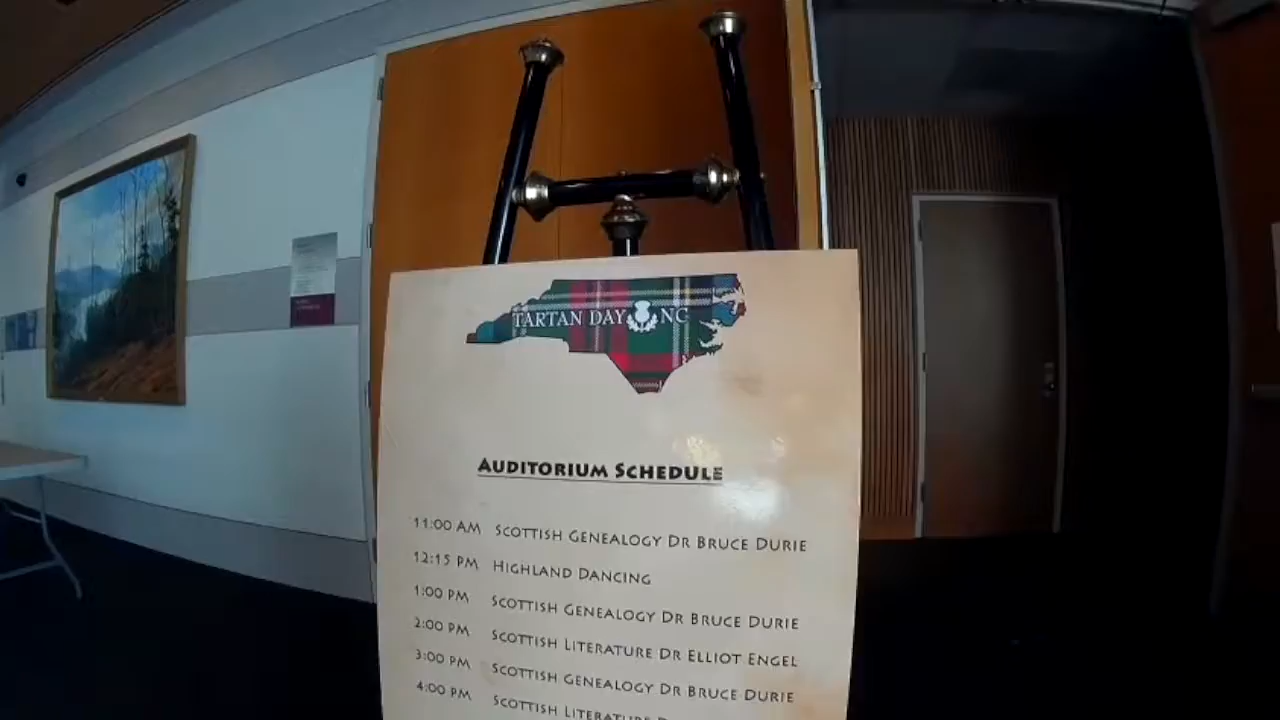 TARTAN DAY NC
AUDITORIUM SCHEDULE
11:00 AM SCOTTISH GENEALOGY DR BRUCE DURIE
12:15 PM HIGHLAND DANCING
1:00 PM SCOTTISH GENEALOGY DR BRUCE DURIE
2:00 PM SCOTTISH LITERATURE DR ELLIOT ENGEL
3:00 PM SCOTTISH GENEALOGY DR BRUCE DURIE
4:00 PM SCOTTISH